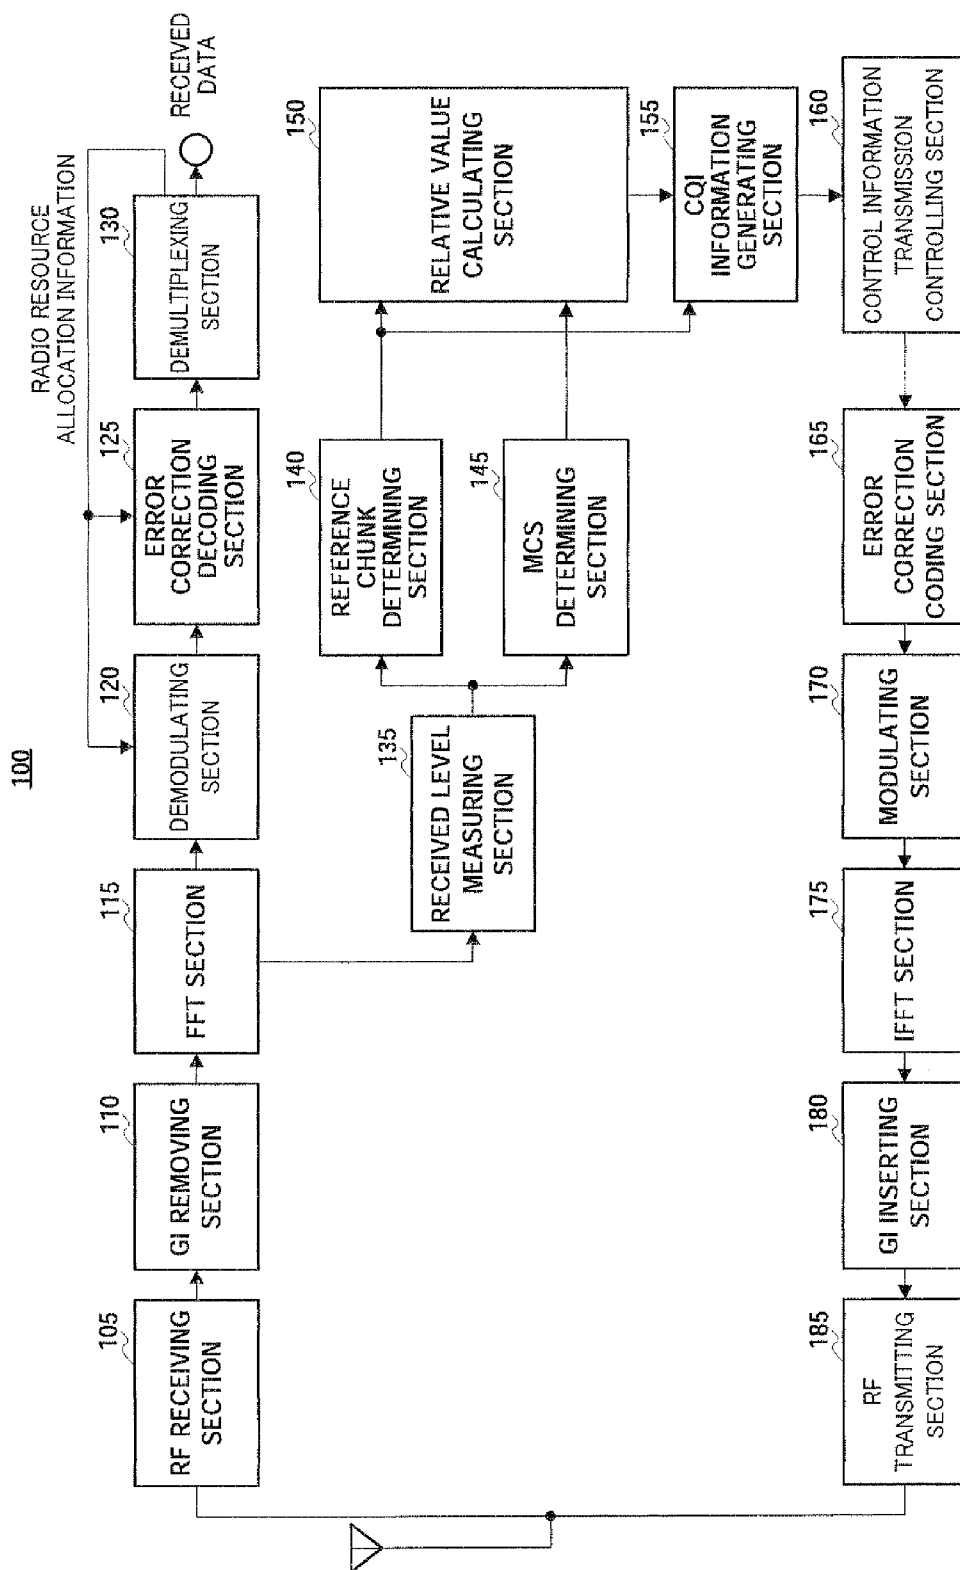 100
RADIO RESOURCE
ALLOCATION INFORMATION
105
RF RECEIVING
SECTION
110
GI REMOVING
SECTION
115
FFT SECTION
120
DEMODULATING
SECTION
125
ERROR
CORRECTION
DECODING
SECTION
130
DEMULTIPLEXING
SECTION
RECEIVED
DATA
135
RECEIVED LEVEL
MEASURING
SECTION
140
REFERENCE
CHUNK
DETERMINING
SECTION
145
MCS
DETERMINING
SECTION
150
RELATIVE VALUE
CALCULATING
SECTION
155
CQI
INFORMATION
GENERATING
SECTION
160
CONTROL INFORMATION
TRANSMISSION
CONTROLLING SECTION
165
ERROR
CORRECTION
CODING SECTION
170
MODULATING
SECTION
175
IFFT SECTION
180
GI INSERTING
SECTION
185
RF
TRANSMITTING
SECTION